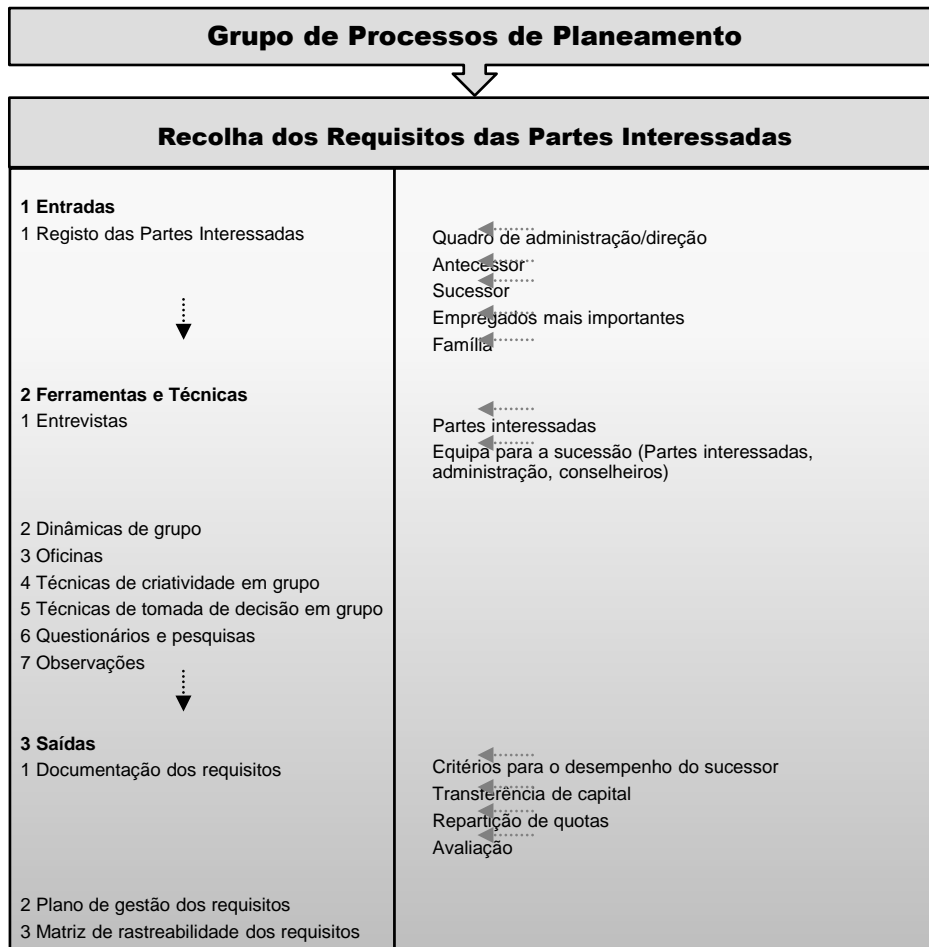 Grupo de Processos de Planeamento
Recolha dos Requisitos das Partes Interessadas
1 Entradas
1 Registo das Partes Interessadas
Quadro de administração/direção
Antecessor
Sucessor
Empregados mais importantes
Família
2 Ferramentas e Técnicas
1 Entrevistas
Partes interessadas
Equipa para a sucessão (Partes interessadas,
administração, conselheiros)
2 Dinâmicas de grupo
3 Oficinas
4 Técnicas de criatividade em grupo
5 Técnicas de tomada de decisão em grupo
6 Questionários e pesquisas
7 Observações
3 Saídas
1 Documentação dos requisitos
Critérios para o desempenho do sucessor
Transferência de capital
Repartição de quotas
Avaliação
2 Plano de gestão dos requisitos
3 Matriz de rastreabilidade dos requisitos